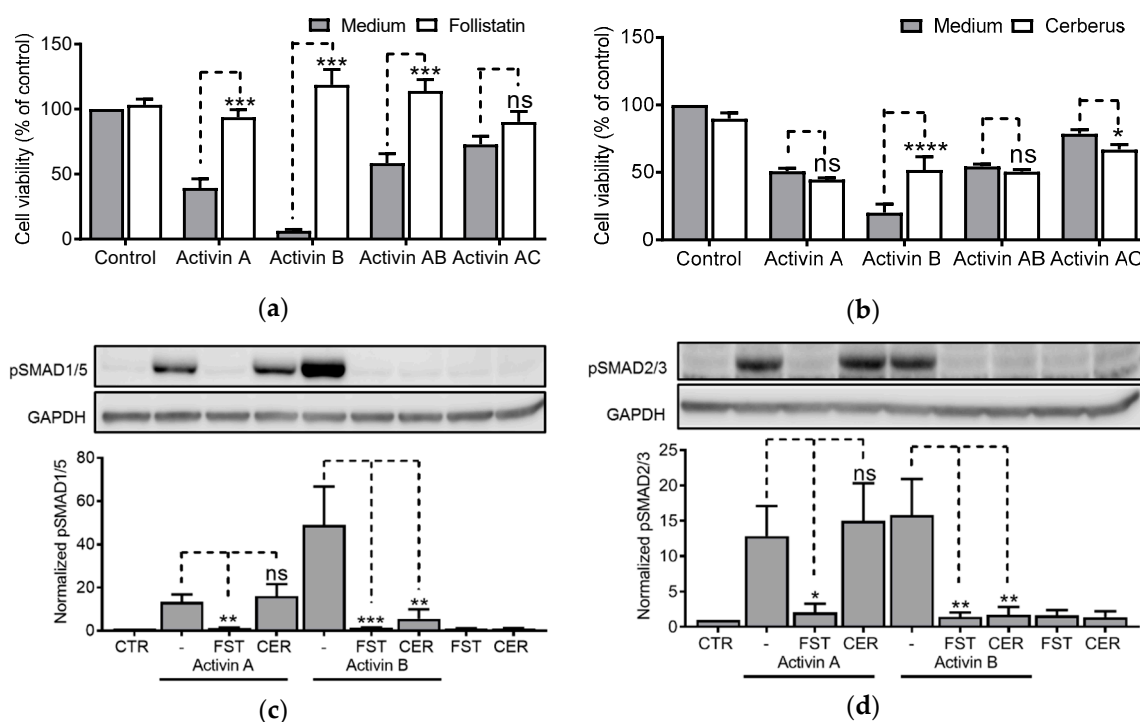 Medium Follistatin
Cell viability (% of control)
150
100
50
0
*** *** *** ns
Control Activin A Activin B Activin AB Activin AC
(a)
Medium Cerberus
Cell viability (% of control)
150
100
50
0
ns **** ns *
Control Activin A Activin B Activin AB Activin AC
(b)
pSMAD1/5
GAPDH
Normalized pSMAD1/5
80
60
40
20
0
** ns *** **
CTR - FST CER - FST CER FST CER
Activin A Activin B
(c)
pSMAD2/3
GAPDH
Normalized pSMAD2/3
25
20
15
10
5
0
* ns ** **
CTR - FST CER - FST CER FST CER
Activin A Activin B
(d)